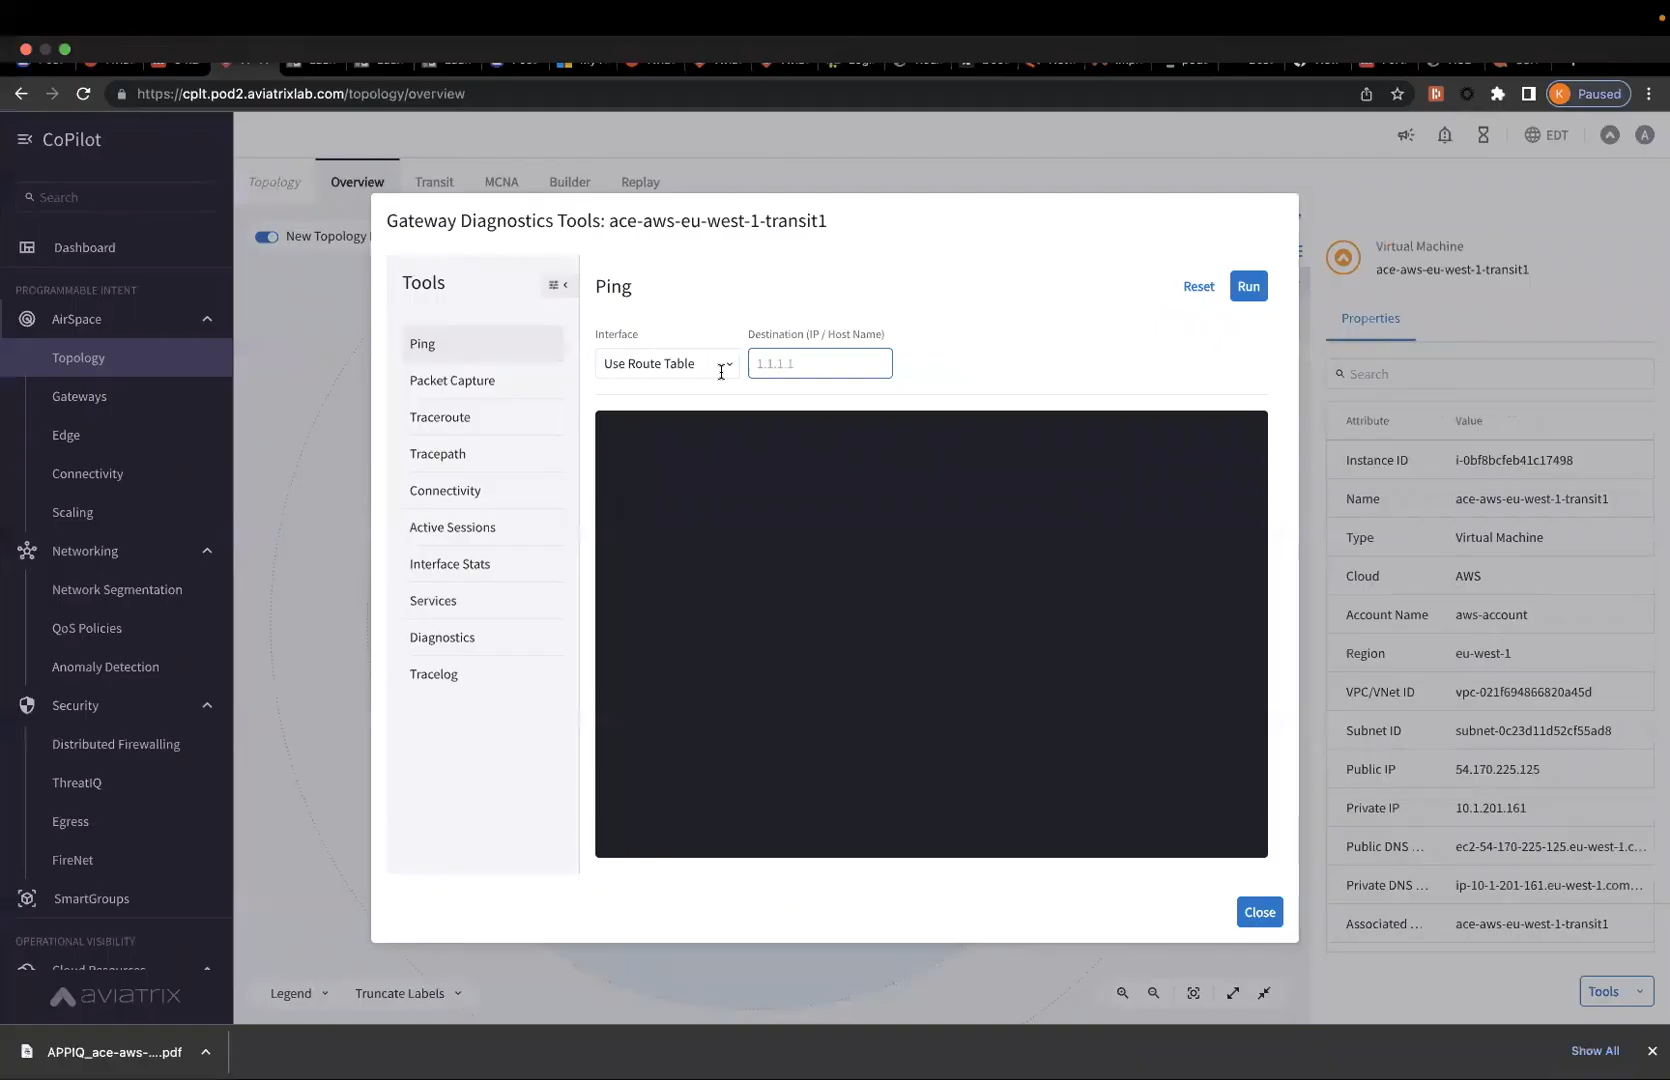 https://cplt.pod2.aviatrixlab.com/topology/overview
K Paused
CoPilot
Search
Dashboard
PROGRAMMABLE INTENT
AirSpace
Topology
Gateways
Edge
Connectivity
Scaling
Networking
Network Segmentation
QoS Policies
Anomaly Detection
Security
Distributed Firewalling
ThreatIQ
Egress
FireNet
SmartGroups
OPERATIONAL VISIBILITY
Cloud Resources
aviatrix
EDT
A
Topology
Overview
Transit
MCNA
Builder
Replay
New Topology
Gateway Diagnostics Tools: ace-aws-eu-west-1-transit1
Tools
Ping
Packet Capture
Traceroute
Tracepath
Connectivity
Active Sessions
Interface Stats
Services
Diagnostics
Tracelog
Ping
Reset
Run
Interface
Destination (IP / Host Name)
Use Route Table
1.1.1.1
Close
Legend
Truncate Labels
Virtual Machine
ace-aws-eu-west-1-transit1
Properties
Search
Attribute Value
Instance ID i-0bf8bcfeb41c17498
Name ace-aws-eu-west-1-transit1
Type Virtual Machine
Cloud AWS
Account Name aws-account
Region eu-west-1
VPC/VNet ID vpc-021f694866820a45d
Subnet ID subnet-0c23d11d52cf55ad8
Public IP 54.170.225.125
Private IP 10.1.201.161
Public DNS ... ec2-54-170-225-125.eu-west-1.c...
Private DNS ... ip-10-1-201-161.eu-west-1.com...
Associated ... ace-aws-eu-west-1-transit1
Tools
APPIQ_ace-aws-....pdf
Show All